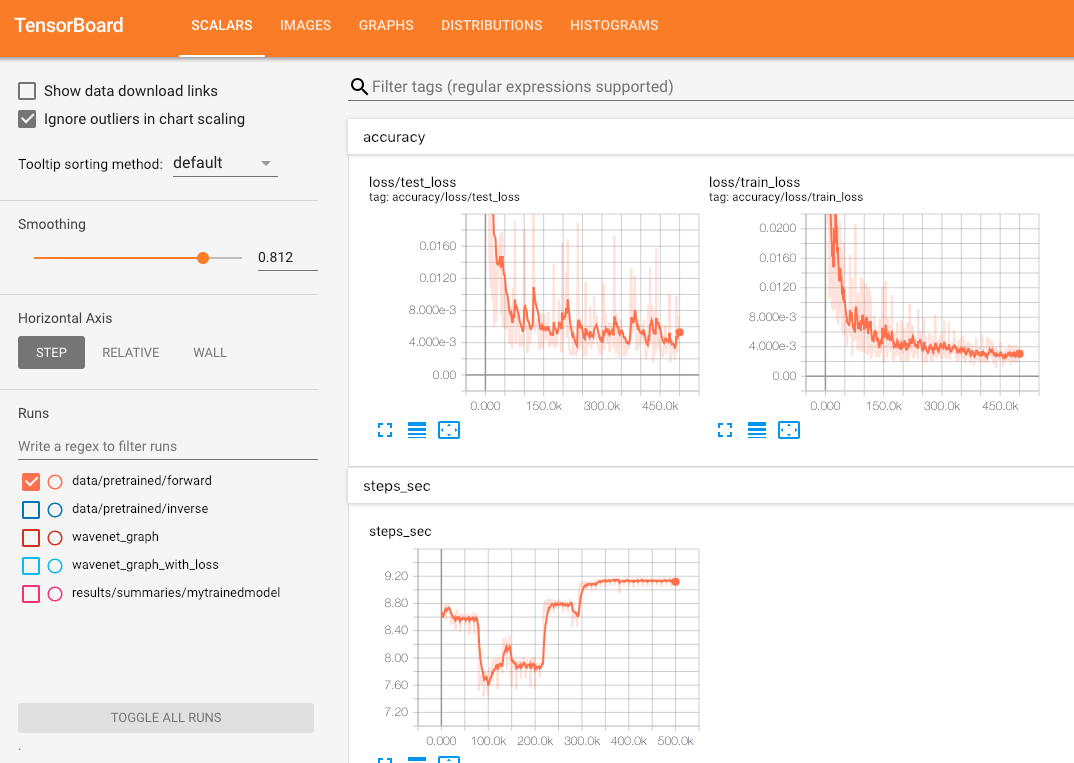 TensorBoard
SCALARS IMAGES GRAPHS DISTRIBUTIONS HISTOGRAMS
Show data download links
Ignore outliers in chart scaling
Tooltip sorting method: default
Smoothing
0.812
Horizontal Axis
STEP RELATIVE WALL
Runs
Write a regex to filter runs
data/pretrained/forward
data/pretrained/inverse
wavenet_graph
wavenet_graph_with_loss
results/summaries/mytrainedmodel
TOGGLE ALL RUNS
.
Filter tags (regular expressions supported)
accuracy
loss/test_loss
tag: accuracy/loss/test_loss
0.0160
0.0120
8.000e-3
4.000e-3
0.00
0.000 150.0k 300.0k 450.0k
loss/train_loss
tag: accuracy/loss/train_loss
0.0200
0.0160
0.0120
8.000e-3
4.000e-3
0.00
0.000 150.0k 300.0k 450.0k
steps_sec
steps_sec
9.20
8.80
8.40
8.00
7.60
7.20
0.000 100.0k 200.0k 300.0k 400.0k 500.0k